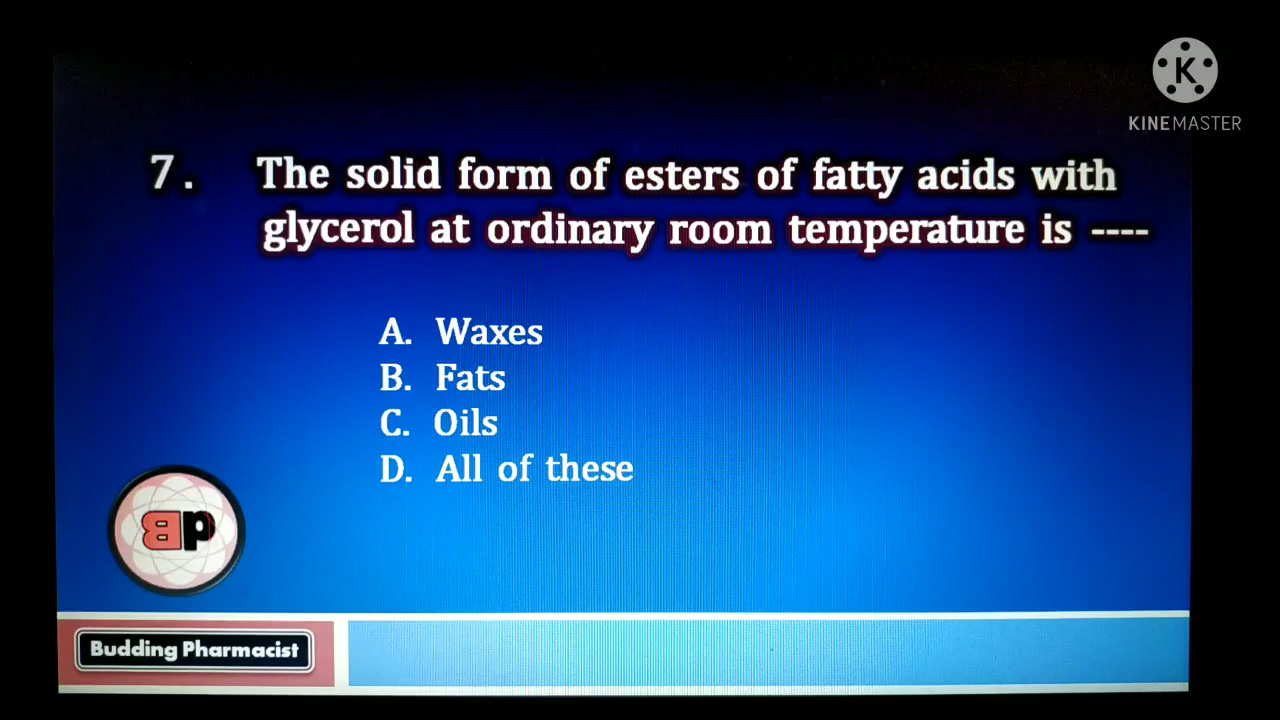 KINEMASTER
7. The solid form of esters of fatty acids with
glycerol at ordinary room temperature is ----
A. Waxes
B. Fats
C. Oils
D. All of these
BP
Budding Pharmacist